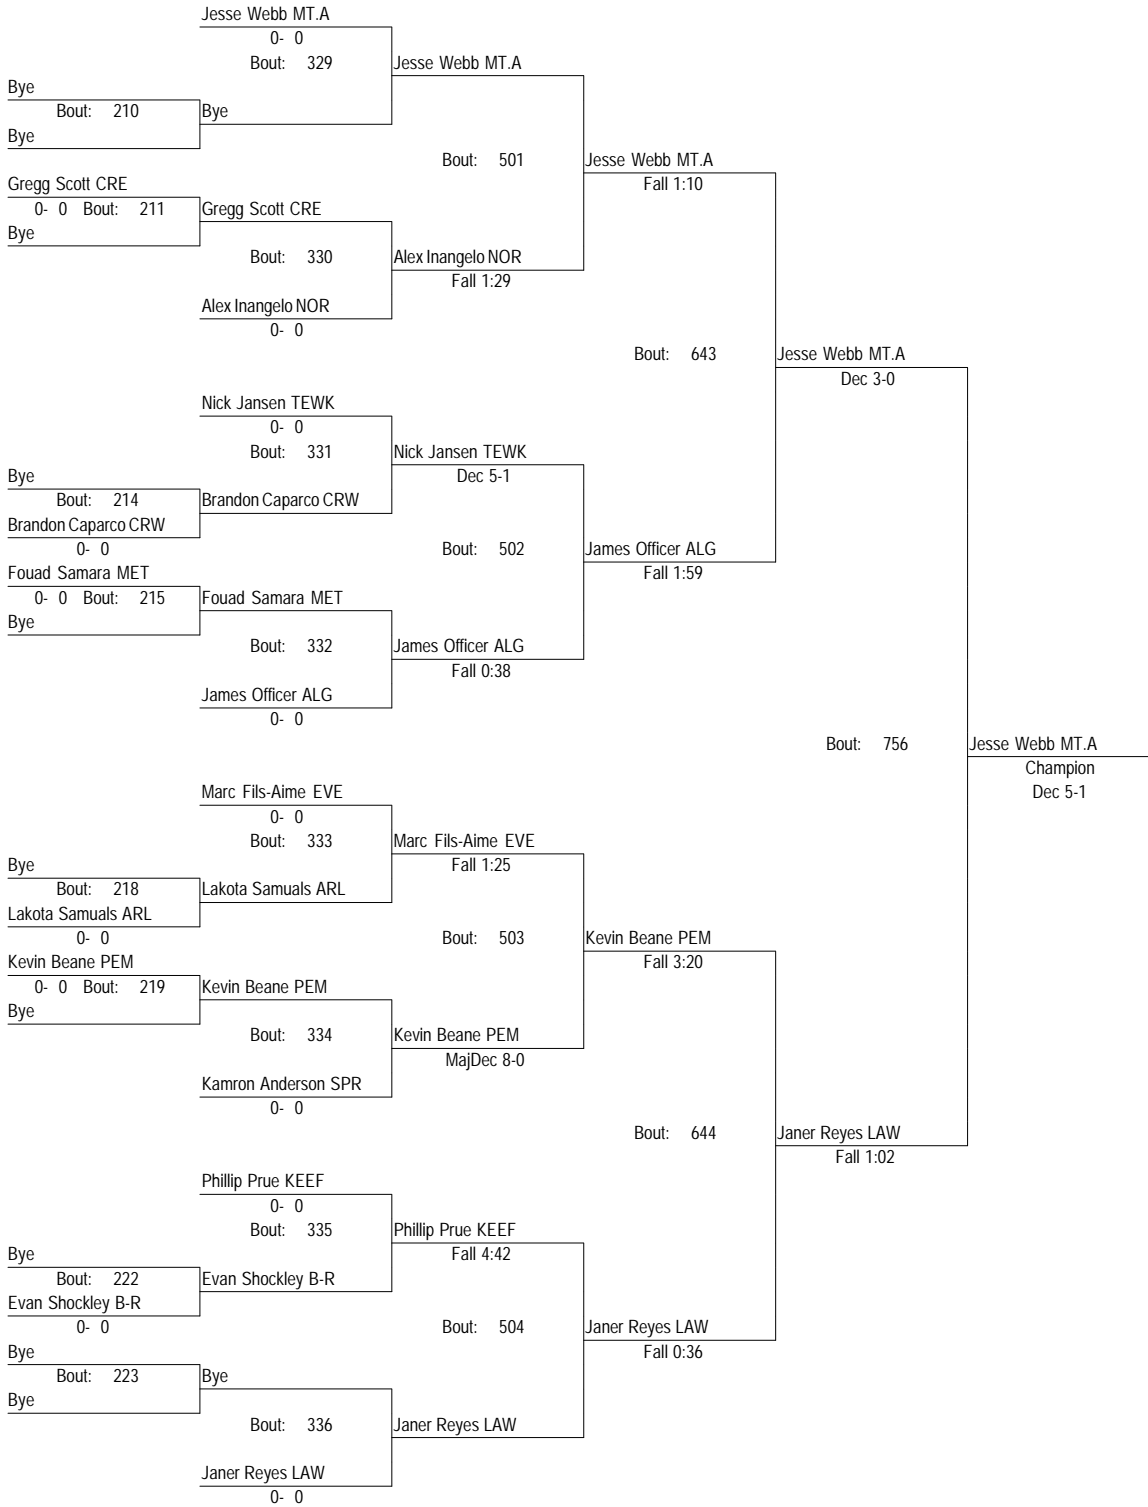 Jesse Webb MT.A
0- 0
Bout: 329
Jesse Webb MT.A
Bye
Bout: 210
Bye
Bye
Bout: 501
Jesse Webb MT.A
Fall 1:10
Gregg Scott CRE
0- 0 Bout: 211
Gregg Scott CRE
Bye
Bout: 330
Alex Inangelo NOR
Fall 1:29
Alex Inangelo NOR
0- 0
Bout: 643
Jesse Webb MT.A
Dec 3-0
Nick Jansen TEWK
0- 0
Bout: 331
Nick Jansen TEWK
Dec 5-1
Bye
Bout: 214
Brandon Caparco CRW
Brandon Caparco CRW
0- 0
Bout: 502
James Officer ALG
Fall 1:59
Fouad Samara MET
0- 0 Bout: 215
Fouad Samara MET
Bye
Bout: 332
James Officer ALG
Fall 0:38
James Officer ALG
0- 0
Bout: 756
Jesse Webb MT.A
Champion
Dec 5-1
Marc Fils-Aime EVE
0- 0
Bout: 333
Marc Fils-Aime EVE
Fall 1:25
Bye
Bout: 218
Lakota Samuals ARL
Lakota Samuals ARL
0- 0
Bout: 503
Kevin Beane PEM
Fall 3:20
Kevin Beane PEM
0- 0 Bout: 219
Kevin Beane PEM
Bye
Bout: 334
Kevin Beane PEM
MajDec 8-0
Kamron Anderson SPR
0- 0
Bout: 644
Janer Reyes LAW
Fall 1:02
Phillip Prue KEEF
0- 0
Bout: 335
Phillip Prue KEEF
Fall 4:42
Bye
Bout: 222
Evan Shockley B-R
Evan Shockley B-R
0- 0
Bout: 504
Janer Reyes LAW
Fall 0:36
Bye
Bout: 223
Bye
Bye
Bout: 336
Janer Reyes LAW
Janer Reyes LAW
0- 0